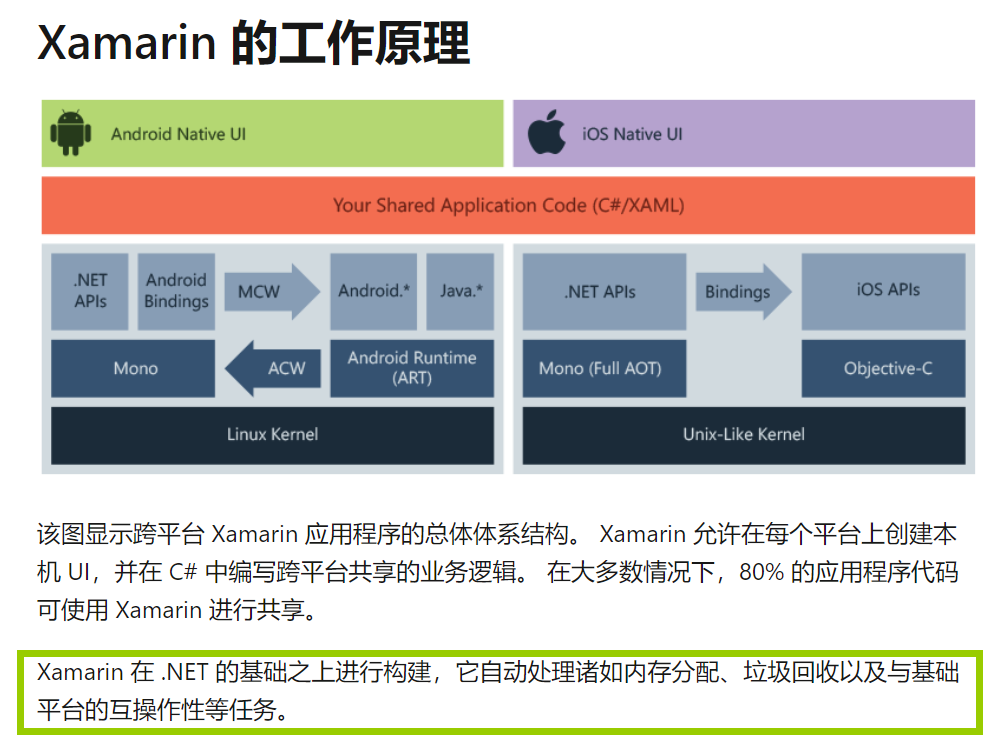 Xamarin 的工作原理
Android Native UI
iOS Native UI
Your Shared Application Code (C#/XAML)
.NET
APIs
Android
Bindings
MCW
Android.*
Java.*
Mono
ACW
Android Runtime
(ART)
Linux Kernel
.NET APIs
Bindings
iOS APIs
Mono (Full AOT)
Objective-C
Unix-Like Kernel
该图显示跨平台 Xamarin 应用程序的总体体系结构。 Xamarin 允许在每个平台上创建本
机 UI，并在 C# 中编写跨平台共享的业务逻辑。 在大多数情况下，80% 的应用程序代码
可使用 Xamarin 进行共享。
Xamarin 在 .NET 的基础之上进行构建，它自动处理诸如内存分配、垃圾回收以及与基础
平台的互操作性等任务。